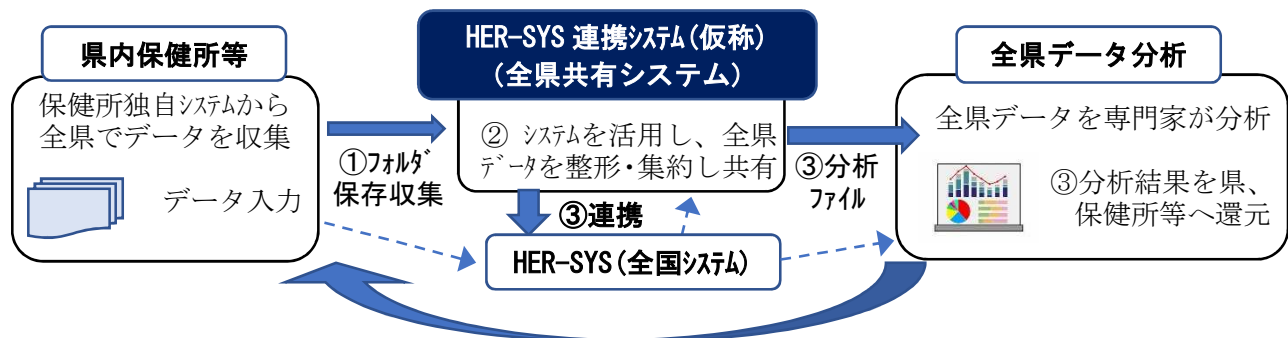 県内保健所等
保健所独自ｼｽﾃﾑから
全県でデータを収集
データ入力
①ﾌｫﾙﾀﾞ
保存収集
HER-SYS 連携ｼｽﾃﾑ(仮称)
(全県共有システム)
② ｼｽﾃﾑを活用し、全県
ﾃﾞｰﾀを整形・集約し共有
③連携
HER-SYS(全国ｼｽﾃﾑ)
③分析
ﾌｧｲﾙ
全県データ分析
全県データを専門家が分析
③分析結果を県、
保健所等へ還元